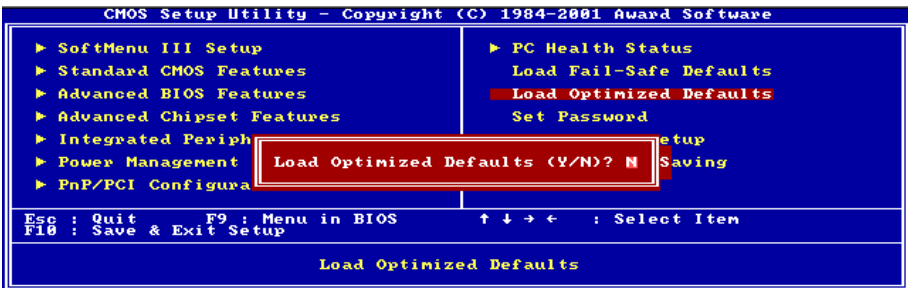 CMOS Setup Utility - Copyright (C) 1984-2001 Award Software
▶ SoftMenu III Setup
▶ Standard CMOS Features
▶ Advanced BIOS Features
▶ Advanced Chipset Features
▶ Integrated Periph
▶ Power Management
▶ PnP/PCI Configura
▶ PC Health Status
Load Fail-Safe Defaults
Load Optimized Defaults
Set Password
etup
Saving
Load Optimized Defaults (Y/N)? N
Esc : Quit F9 : Menu in BIOS ↑ ↓ → ← : Select Item
F10 : Save & Exit Setup
Load Optimized Defaults